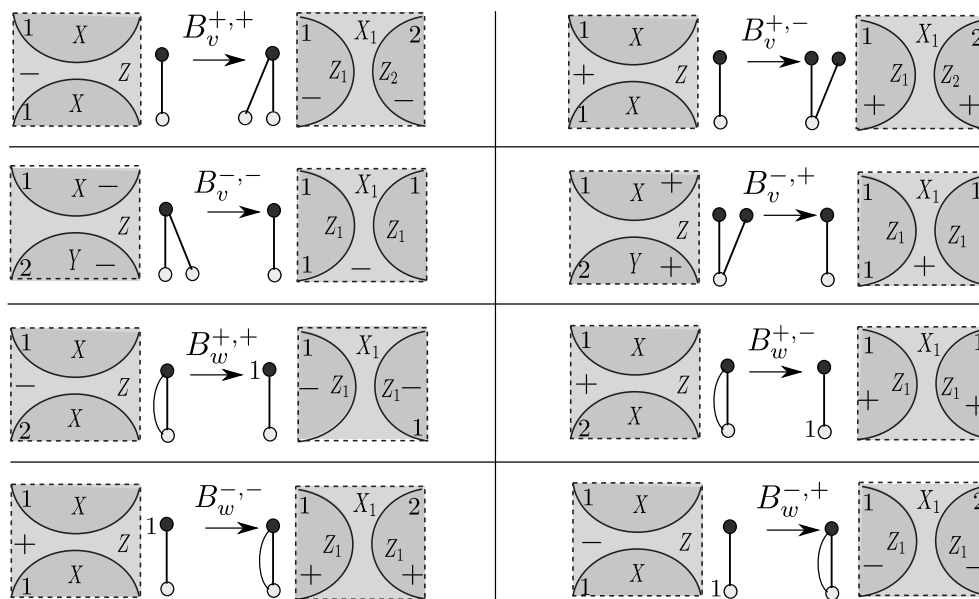 1 X − Z X 1 B_v^{+,+} 1 X_1 2 Z_1 Z_2 − −
1 X + Z X 1 B_v^{+,-} 1 X_1 2 Z_1 Z_2 + +
1 X − Z 2 Y − B_v^{-,-} 1 X_1 1 Z_1 Z_1 1 −
1 X + Z 2 Y + B_v^{-,+} 1 X_1 1 Z_1 Z_1 1 +
1 X − Z X 2 B_w^{+,+} 1 1 X_1 − Z_1 Z_1 − 1
1 X + Z X 2 B_w^{+,-} 1 1 X_1 1 Z_1 Z_1 + +
1 X + Z X 1 1 B_w^{-,-} 1 X_1 2 Z_1 Z_1 + +
1 X − Z X 1 1 B_w^{-,+} 1 X_1 2 Z_1 Z_1 − −